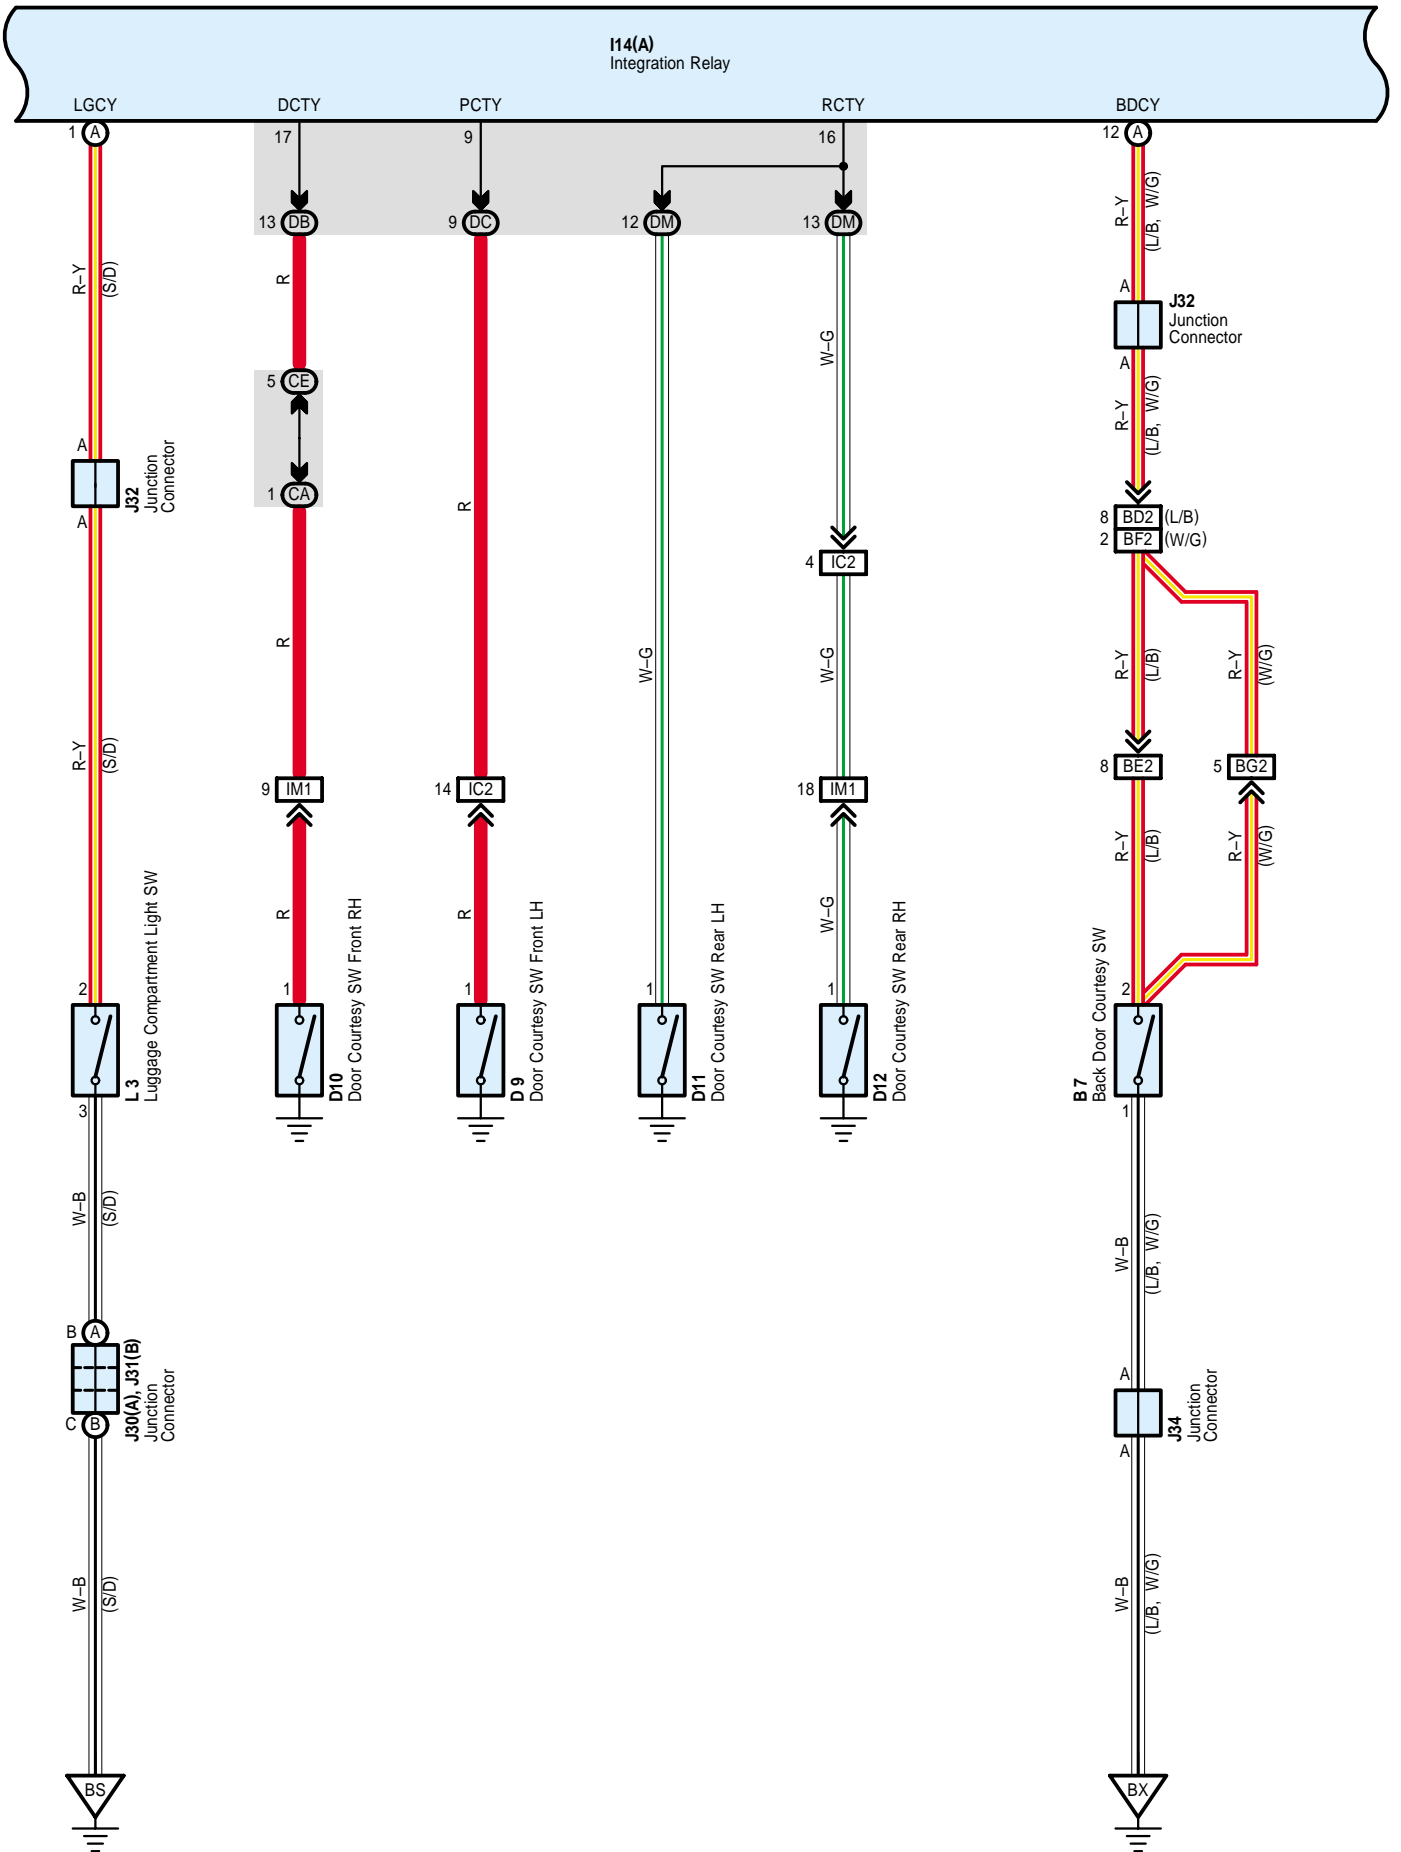 I14(A)
Integration Relay
LGCY
DCTY
PCTY
RCTY
BDCY
1 A
17
9
16
12 A
13 DB
9 DC
12 DM
13 DM
R–Y
(L/B, W/G)
R–Y
(S/D)
R
W–G
A
J32
Junction
Connector
A
5 CE
R–Y
(L/B, W/G)
A
J32
Junction
Connector
A
1 CA
R
8 BD2 (L/B)
2 BF2 (W/G)
4 IC2
R
W–G
W–G
R–Y
(L/B)
R–Y
(W/G)
R–Y
(S/D)
8 BE2
5 BG2
9 IM1
14 IC2
18 IM1
R–Y
(L/B)
R–Y
(W/G)
R
R
W–G
2
L 3
Luggage Compartment Light SW
1
D10
Door Courtesy SW Front RH
1
D 9
Door Courtesy SW Front LH
1
D11
Door Courtesy SW Rear LH
1
D12
Door Courtesy SW Rear RH
2
B 7
Back Door Courtesy SW
3
1
W–B
(S/D)
W–B
(L/B, W/G)
B A
J30(A), J31(B)
Junction
Connector
C B
A
J34
Junction
Connector
A
W–B
(S/D)
W–B
(L/B, W/G)
BS
BX